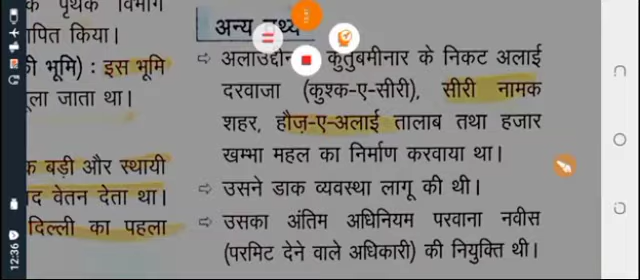 क पृथक विभाग
ापित किया।
ी भूमि) : इस भूमि
ूला जाता था।
क बड़ी और स्थायी
द वेतन देता था।
दिल्ली का पहला
अन्य तथ्य
⇨ अलाउद्दीन कुतुबमीनार के निकट अलाई
दरवाजा (कुश्क-ए-सीरी), सीरी नामक
शहर, हौज़-ए-अलाई तालाब तथा हजार
खम्भा महल का निर्माण करवाया था।
⇨ उसने डाक व्यवस्था लागू की थी।
⇨ उसका अंतिम अधिनियम परवाना नवीस
(परमिट देने वाले अधिकारी) की नियुक्ति थी।
12:36